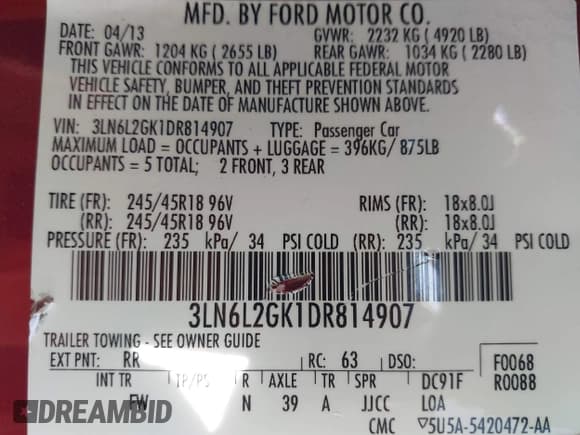 MFD. BY FORD MOTOR CO.
DATE: 04/13 GVWR: 2232 KG ( 4920 LB)
FRONT GAWR: 1204 KG ( 2655 LB) REAR GAWR: 1034 KG ( 2280 LB)
THIS VEHICLE CONFORMS TO ALL APPLICABLE FEDERAL MOTOR
VEHICLE SAFETY, BUMPER, AND THEFT PREVENTION STANDARDS
IN EFFECT ON THE DATE OF MANUFACTURE SHOWN ABOVE.
VIN: 3LN6L2GK1DR814907 TYPE: Passenger Car
MAXIMUM LOAD = OCCUPANTS + LUGGAGE = 396KG/ 875LB
OCCUPANTS = 5 TOTAL; 2 FRONT, 3 REAR
TIRE (FR): 245/45R18 96V RIMS (FR): 18x8.0J
(RR): 245/45R18 96V (RR): 18x8.0J
PRESSURE (FR): 235 kPa/ 34 PSI COLD (RR): 235 kPa/ 34 PSI COLD
3LN6L2GK1DR814907
TRAILER TOWING - SEE OWNER GUIDE
EXT PNT: RR RC: 63 DSO: F0068
INT TR TP/PS R AXLE TR SPR DC91F R0088
FW N 39 A JJCC LOA
CMC ▽5U5A-5420472-AA
DREAMBID